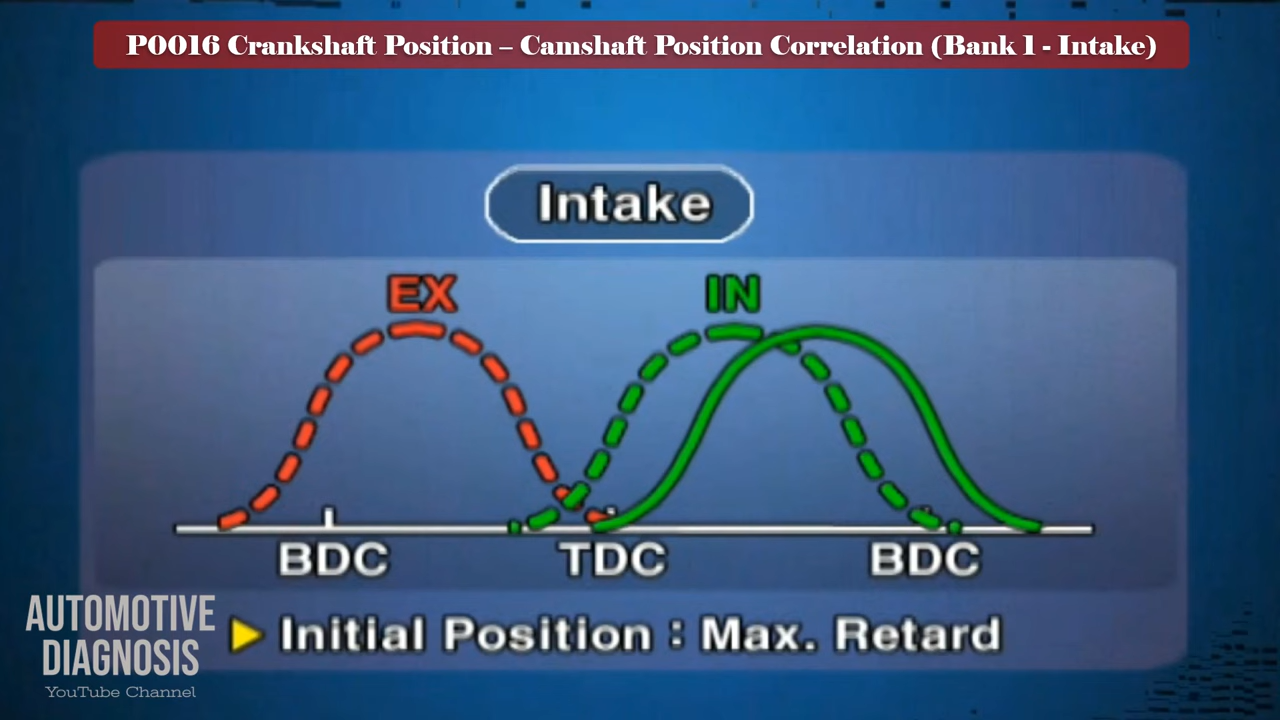 P0016 Crankshaft Position – Camshaft Position Correlation (Bank 1 - Intake)
Intake
EX
IN
BDC
TDC
BDC
Initial Position : Max. Retard
AUTOMOTIVE
DIAGNOSIS
YouTube Channel